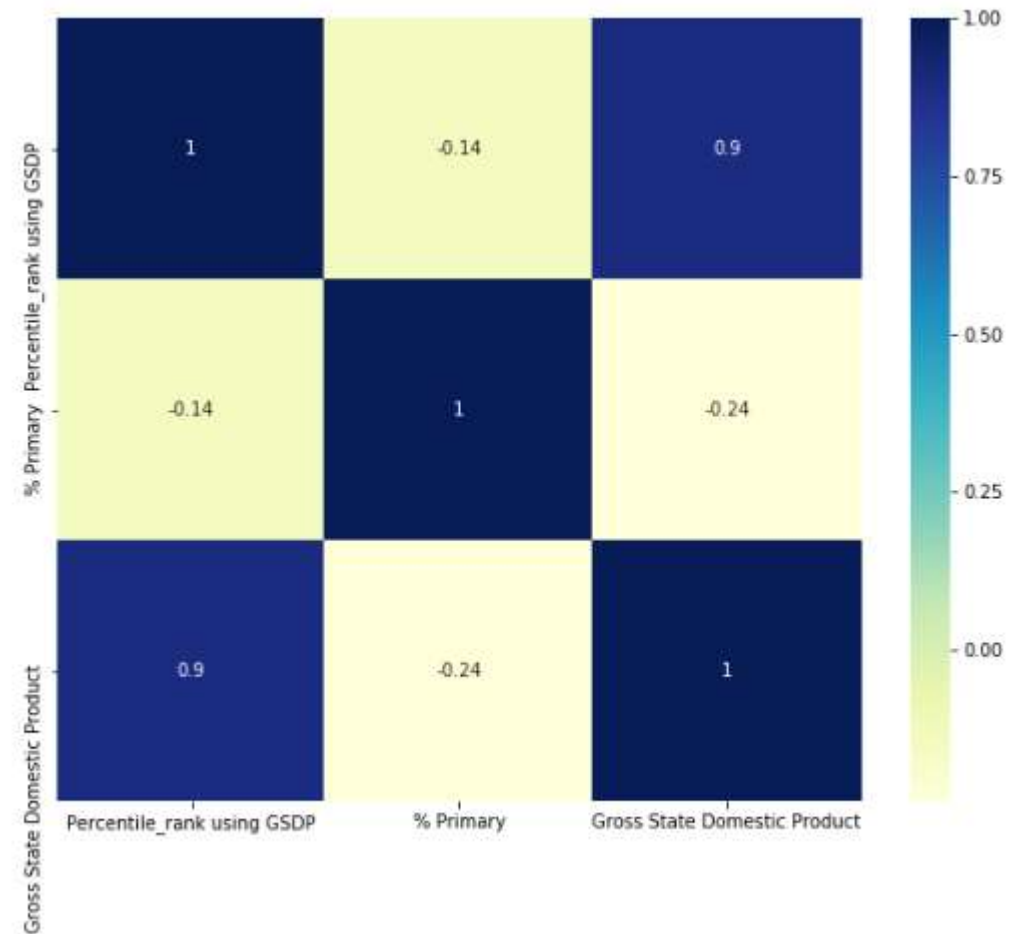 1.00
1
-0.14
0.9
0.75
Percentile_rank using GSDP
0.50
-0.14
1
-0.24
% Primary
0.25
0.9
-0.24
1
0.00
Gross State Domestic Product
Percentile_rank using GSDP
% Primary
Gross State Domestic Product